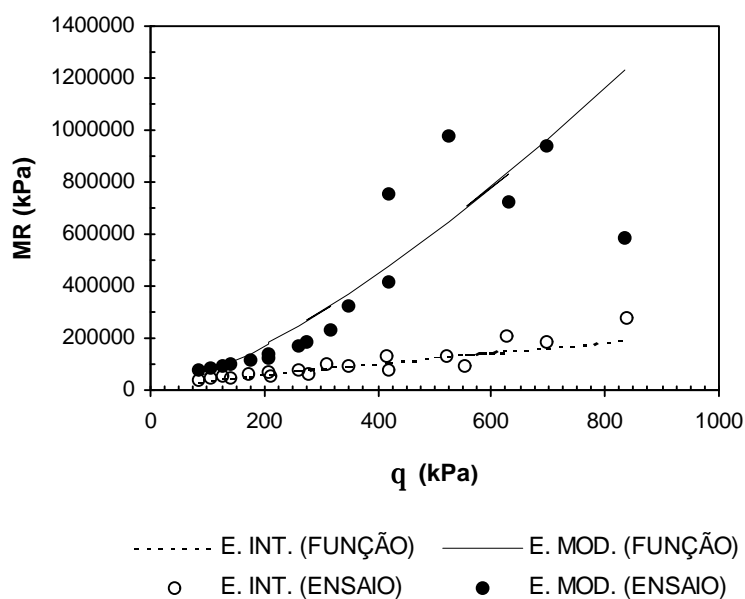 1400000
1200000
1000000
800000
600000
400000
200000
0
MR (kPa)
0 200 400 600 800 1000
q (kPa)
E. INT. (FUNÇÃO) E. MOD. (FUNÇÃO)
E. INT. (ENSAIO) E. MOD. (ENSAIO)